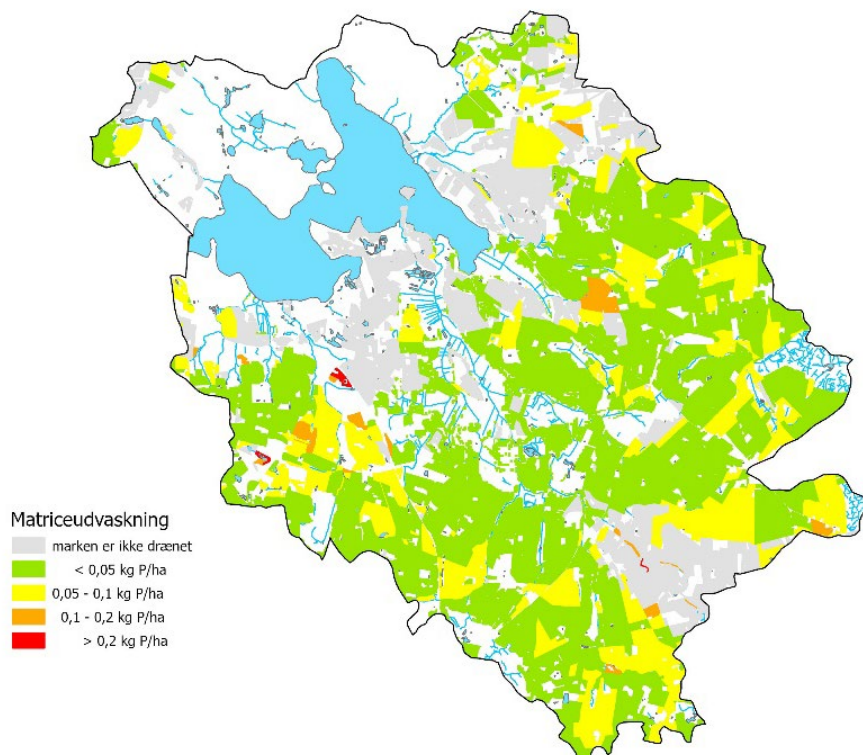 Matriceudvaskning
marken er ikke drænet
< 0,05 kg P/ha
0,05 - 0,1 kg P/ha
0,1 - 0,2 kg P/ha
> 0,2 kg P/ha